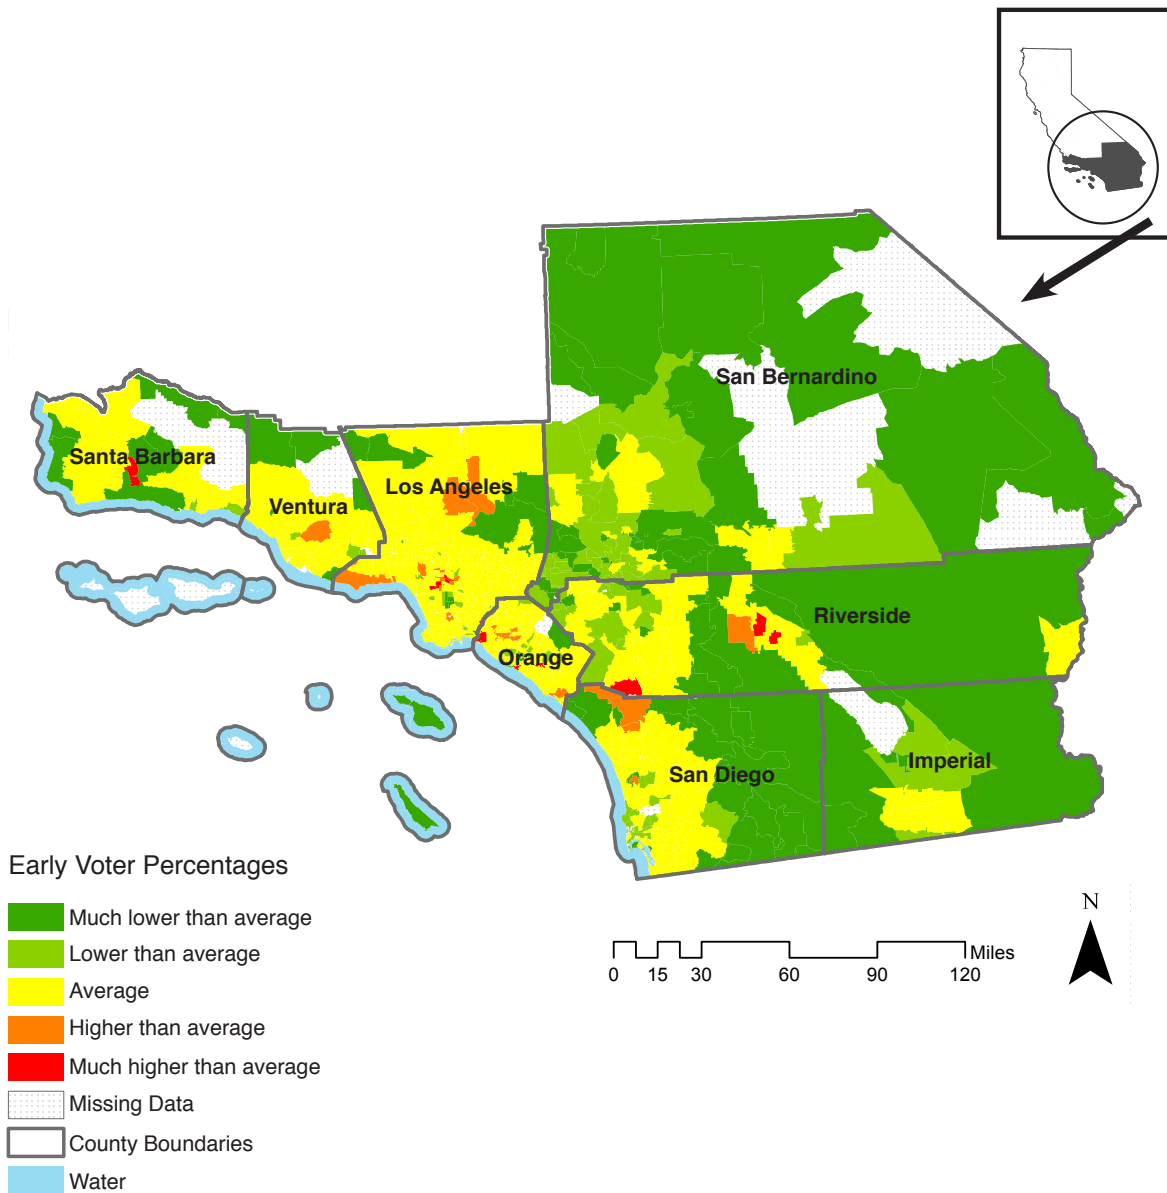 San Bernardino
Santa Barbara
Los Angeles
Ventura
Riverside
Orange
Imperial
San Diego
Early Voter Percentages
Much lower than average
Lower than average
Average
Higher than average
Much higher than average
Missing Data
County Boundaries
Water
N
Miles
0 15 30 60 90 120